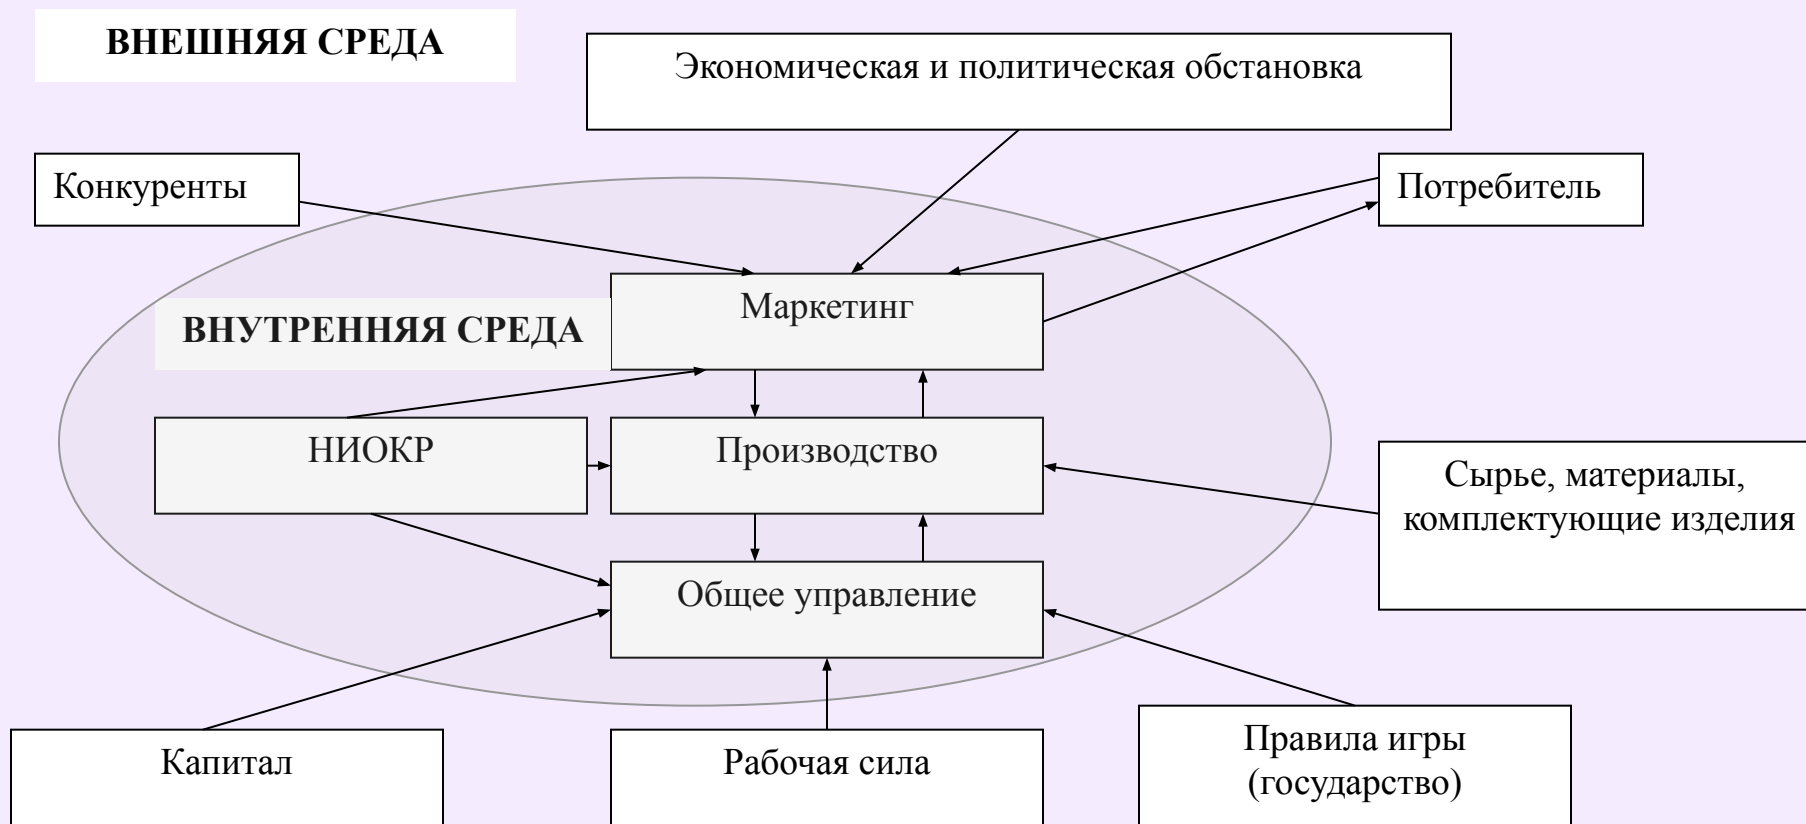 ВНЕШНЯЯ СРЕДА
Экономическая и политическая обстановка
Конкуренты
Потребитель
Маркетинг
ВНУТРЕННЯЯ СРЕДА
НИОКР
Производство
Сырье, материалы,
комплектующие изделия
Общее управление
Капитал
Рабочая сила
Правила игры
(государство)